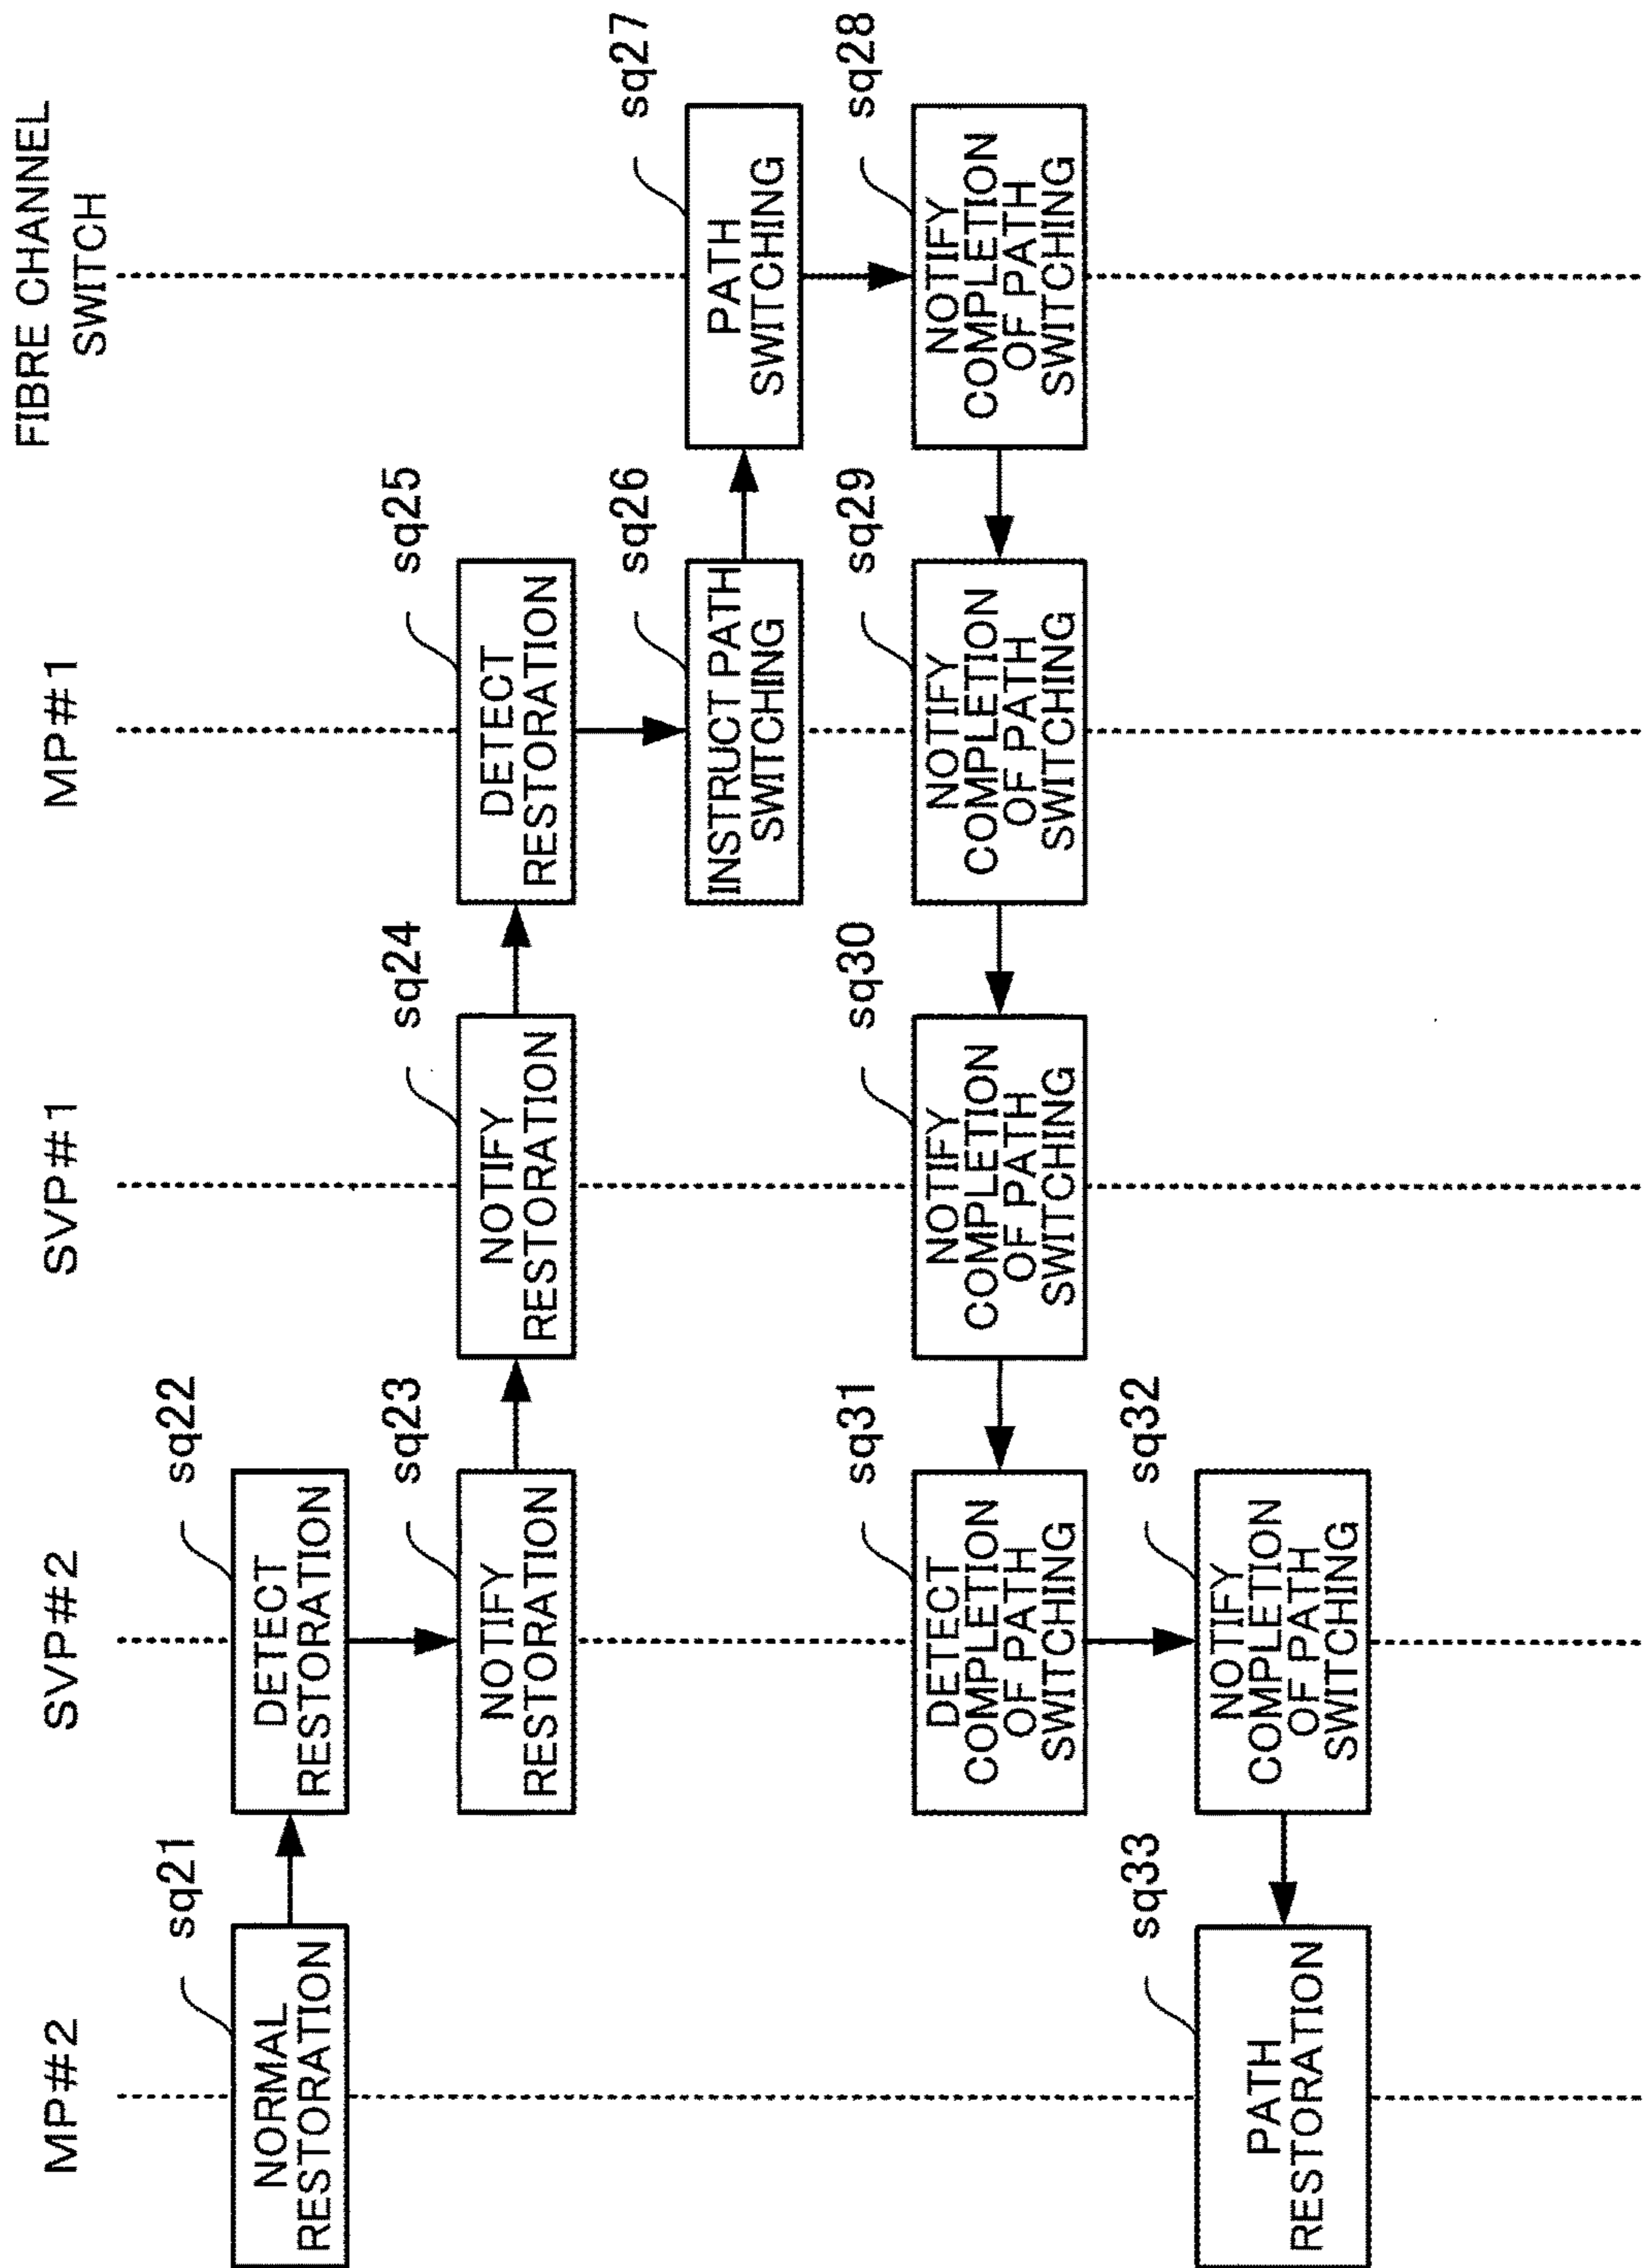 MP#2
SVP#2
SVP#1
MP#1
FIBRE CHANNEL
SWITCH
sq21
NORMAL
RESTORATION
sq22
DETECT
RESTORATION
sq23
NOTIFY
RESTORATION
sq24
NOTIFY
RESTORATION
sq25
DETECT
RESTORATION
sq26
INSTRUCT PATH
SWITCHING
sq27
PATH
SWITCHING
sq28
NOTIFY
COMPLETION
OF PATH
SWITCHING
sq29
NOTIFY
COMPLETION
OF PATH
SWITCHING
sq30
NOTIFY
COMPLETION
OF PATH
SWITCHING
sq31
DETECT
COMPLETION
OF PATH
SWITCHING
sq32
NOTIFY
COMPLETION
OF PATH
SWITCHING
sq33
PATH
RESTORATION